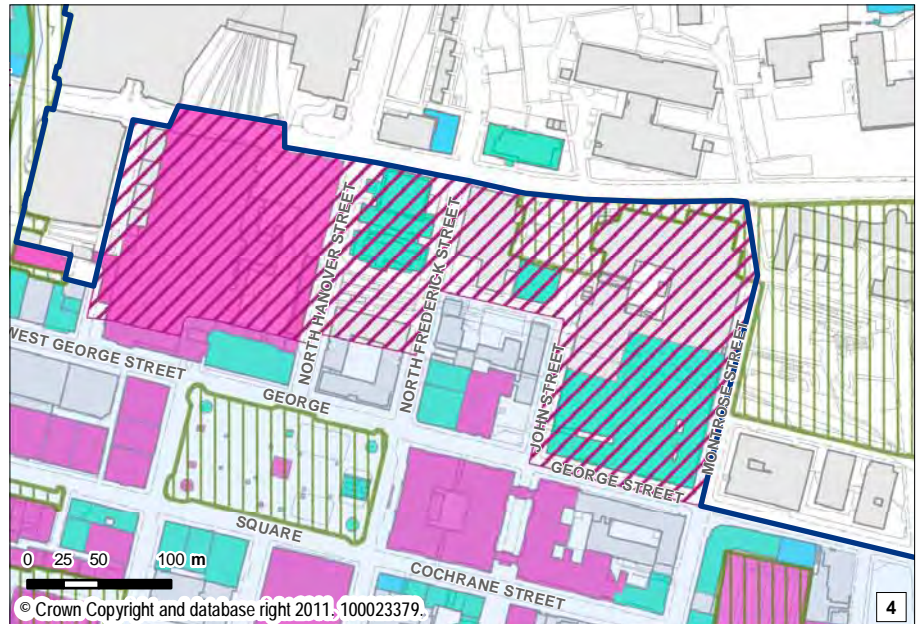 NORTH HANOVER STREET
NORTH FREDERICK STREET
WEST GEORGE STREET
GEORGE
JOHN STREET
MONTROSE STREET
GEORGE STREET
SQUARE
COCHRANE STREET
0 25 50 100 m
© Crown Copyright and database right 2011, 100023379.
4